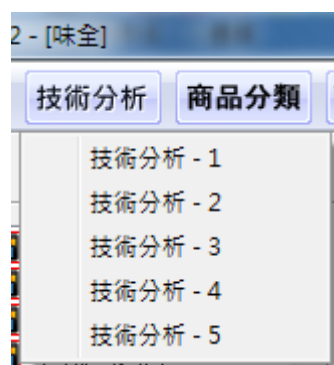 2 - [味全]
技術分析 商品分類
技術分析 - 1
技術分析 - 2
技術分析 - 3
技術分析 - 4
技術分析 - 5